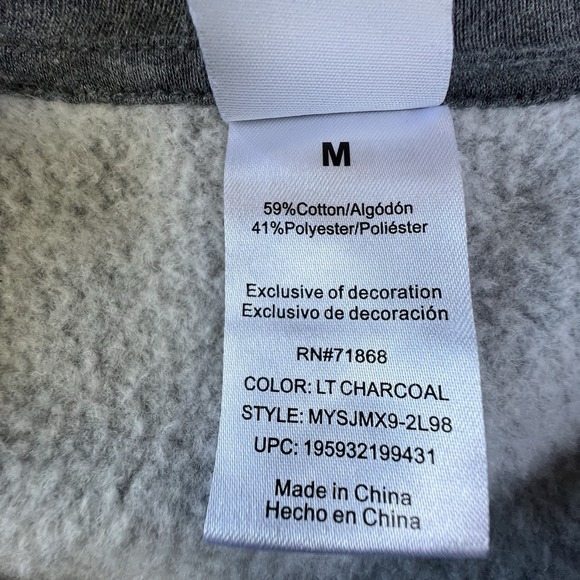 M
59%Cotton/Algódón
41%Polyester/Poliéster
Exclusive of decoration
Exclusivo de decoración
RN#71868
COLOR: LT CHARCOAL
STYLE: MYSJMX9-2L98
UPC: 195932199431
Made in China
Hecho en China